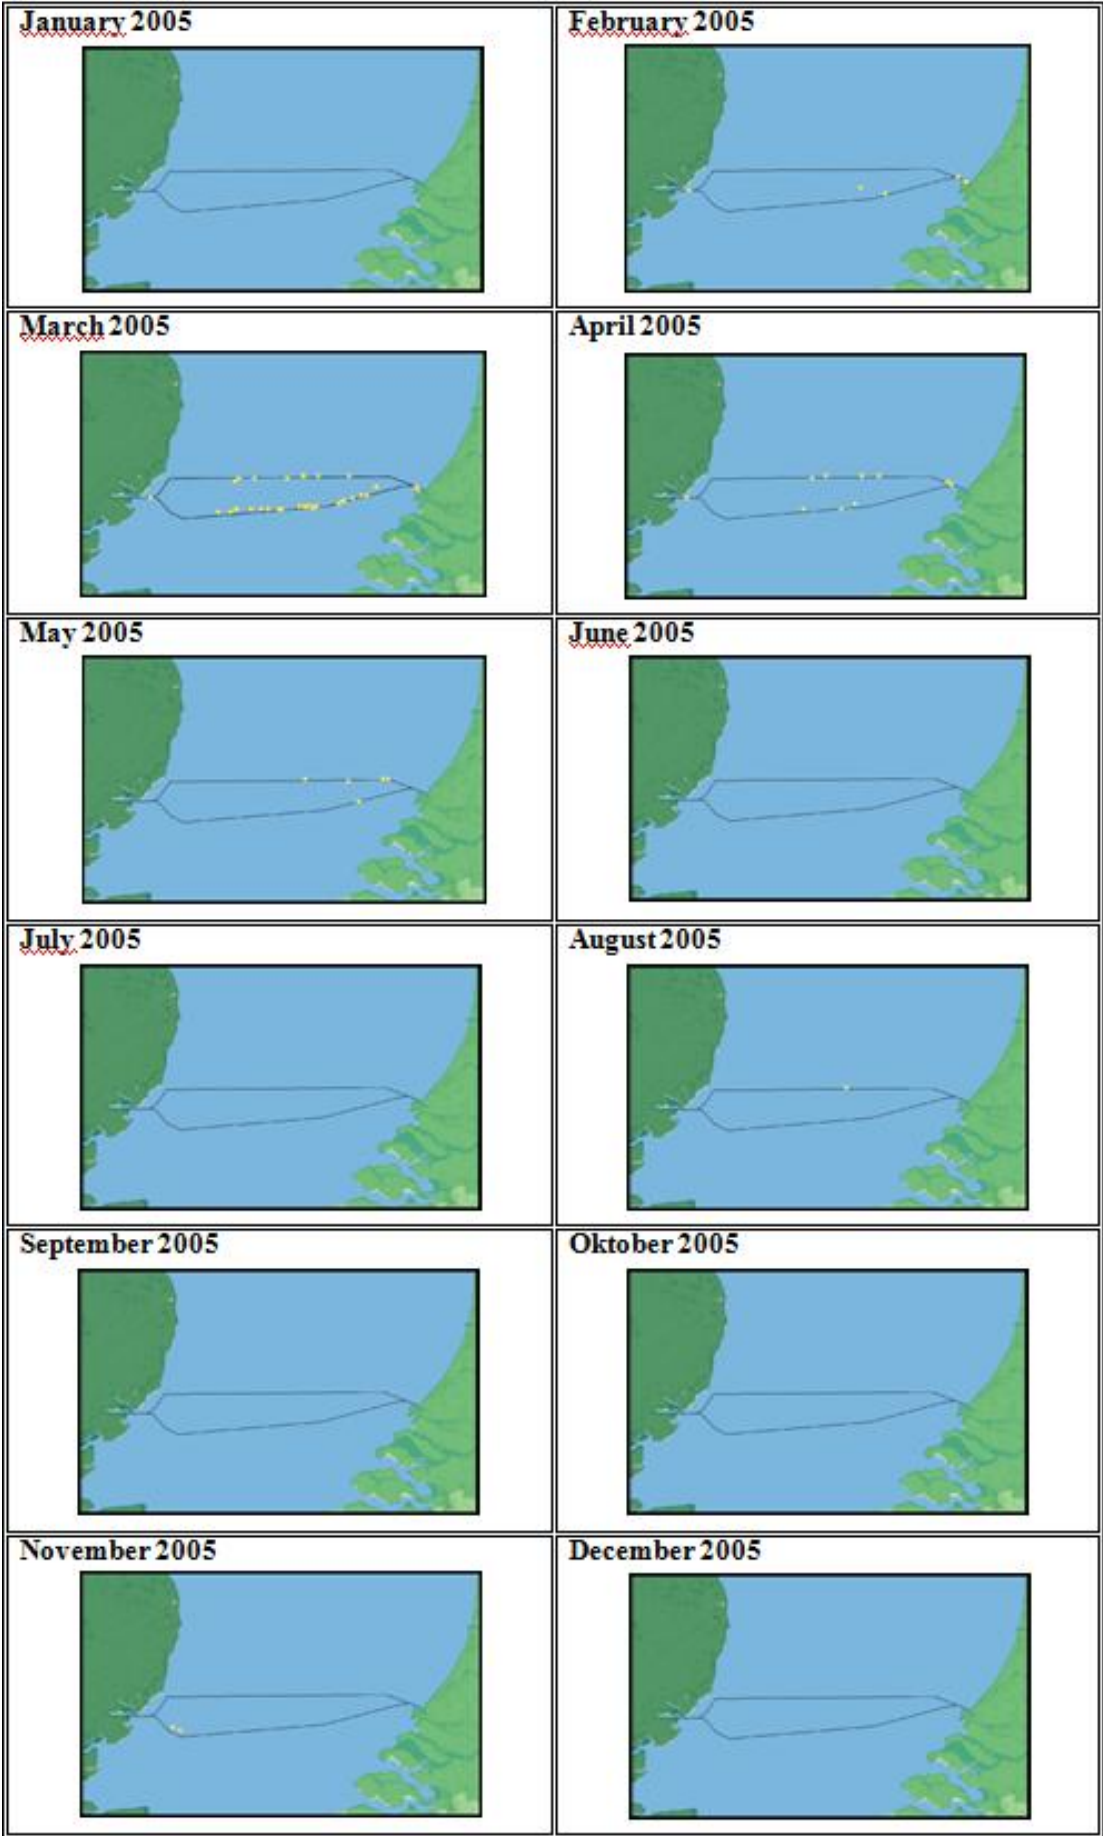 January 2005
February 2005
March 2005
April 2005
May 2005
June 2005
July 2005
August 2005
September 2005
Oktober 2005
November 2005
December 2005